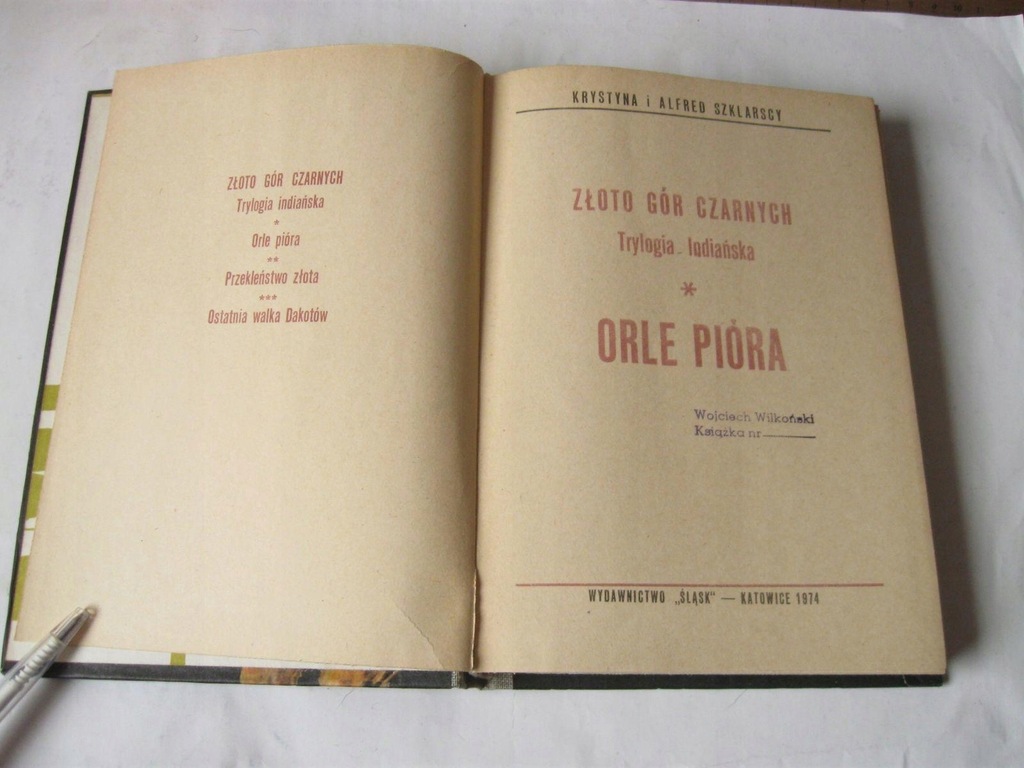 ZŁOTO GÓR CZARNYCH
Trylogia indiańska
*
Orle pióra
**
Przekleństwo złota
***
Ostatnia walka Dakotów
KRYSTYNA i ALFRED SZKLARSCY
ZŁOTO GÓR CZARNYCH
Trylogia Indiańska
*
ORLE PIÓRA
Wojciech Wilkoński
Książka nr
WYDAWNICTWO „ŚLĄSK" — KATOWICE 1974